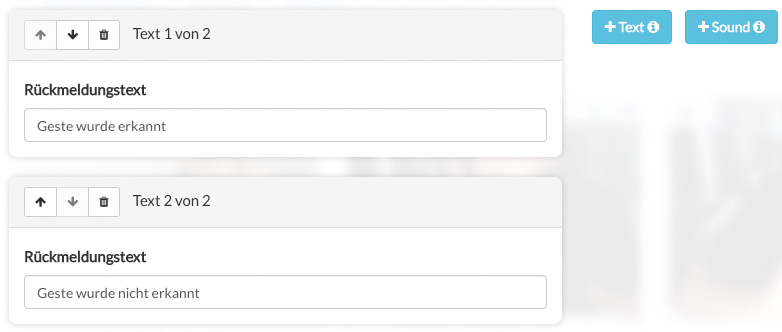 Text 1 von 2
+ Text
+ Sound
Rückmeldungstext
Geste wurde erkannt
Text 2 von 2
Rückmeldungstext
Geste wurde nicht erkannt